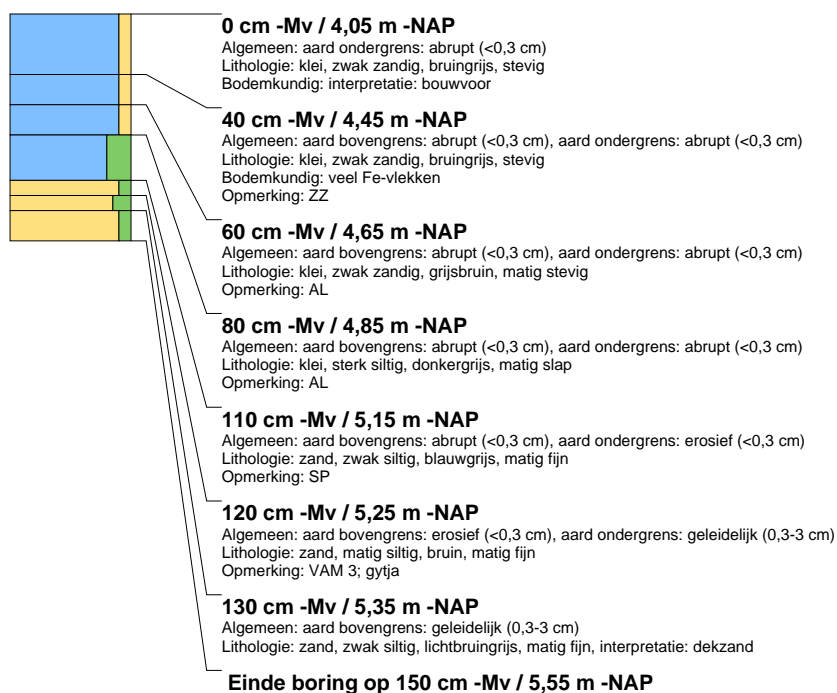 0 cm -Mv / 4,05 m -NAP
Algemeen: aard ondergrens: abrupt (<0,3 cm)
Lithologie: klei, zwak zandig, bruingrijs, stevig
Bodemkundig: interpretatie: bouwvoor
40 cm -Mv / 4,45 m -NAP
Algemeen: aard bovengrens: abrupt (<0,3 cm), aard ondergrens: abrupt (<0,3 cm)
Lithologie: klei, zwak zandig, bruingrijs, stevig
Bodemkundig: veel Fe-vlekken
Opmerking: ZZ
60 cm -Mv / 4,65 m -NAP
Algemeen: aard bovengrens: abrupt (<0,3 cm), aard ondergrens: abrupt (<0,3 cm)
Lithologie: klei, zwak zandig, grijsbruin, matig stevig
Opmerking: AL
80 cm -Mv / 4,85 m -NAP
Algemeen: aard bovengrens: abrupt (<0,3 cm), aard ondergrens: abrupt (<0,3 cm)
Lithologie: klei, sterk siltig, donkergrijs, matig slap
Opmerking: AL
110 cm -Mv / 5,15 m -NAP
Algemeen: aard bovengrens: abrupt (<0,3 cm), aard ondergrens: erosief (<0,3 cm)
Lithologie: zand, zwak siltig, blauwgrijs, matig fijn
Opmerking: SP
120 cm -Mv / 5,25 m -NAP
Algemeen: aard bovengrens: erosief (<0,3 cm), aard ondergrens: geleidelijk (0,3-3 cm)
Lithologie: zand, matig siltig, bruin, matig fijn
Opmerking: VAM 3; gytja
130 cm -Mv / 5,35 m -NAP
Algemeen: aard bovengrens: geleidelijk (0,3-3 cm)
Lithologie: zand, zwak siltig, lichtbruingrijs, matig fijn, interpretatie: dekzand
Einde boring op 150 cm -Mv / 5,55 m -NAP